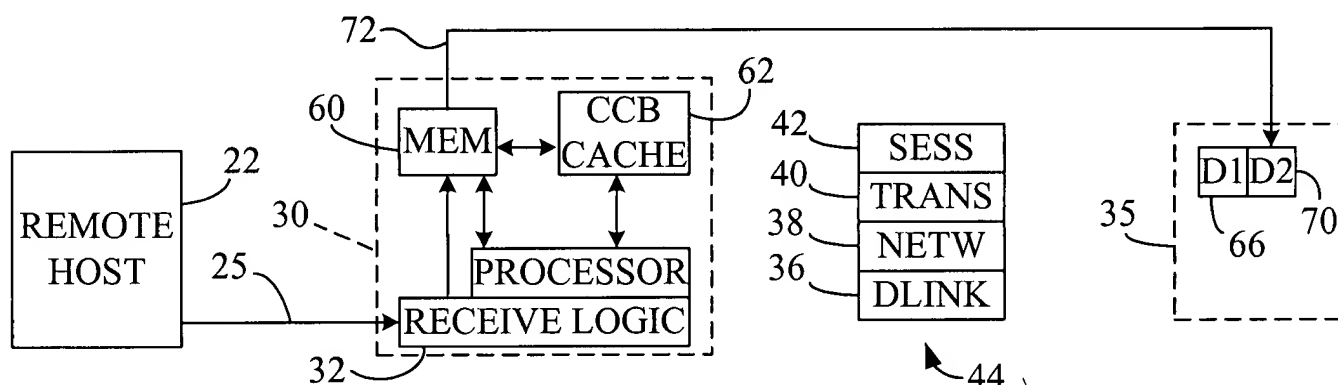 72
62
60
MEM
CCB
CACHE
42
SESS
22
40
TRANS
D1 D2
REMOTE
HOST
30
38
NETW
35
66
70
25
PROCESSOR
36
DLINK
RECEIVE LOGIC
32
44